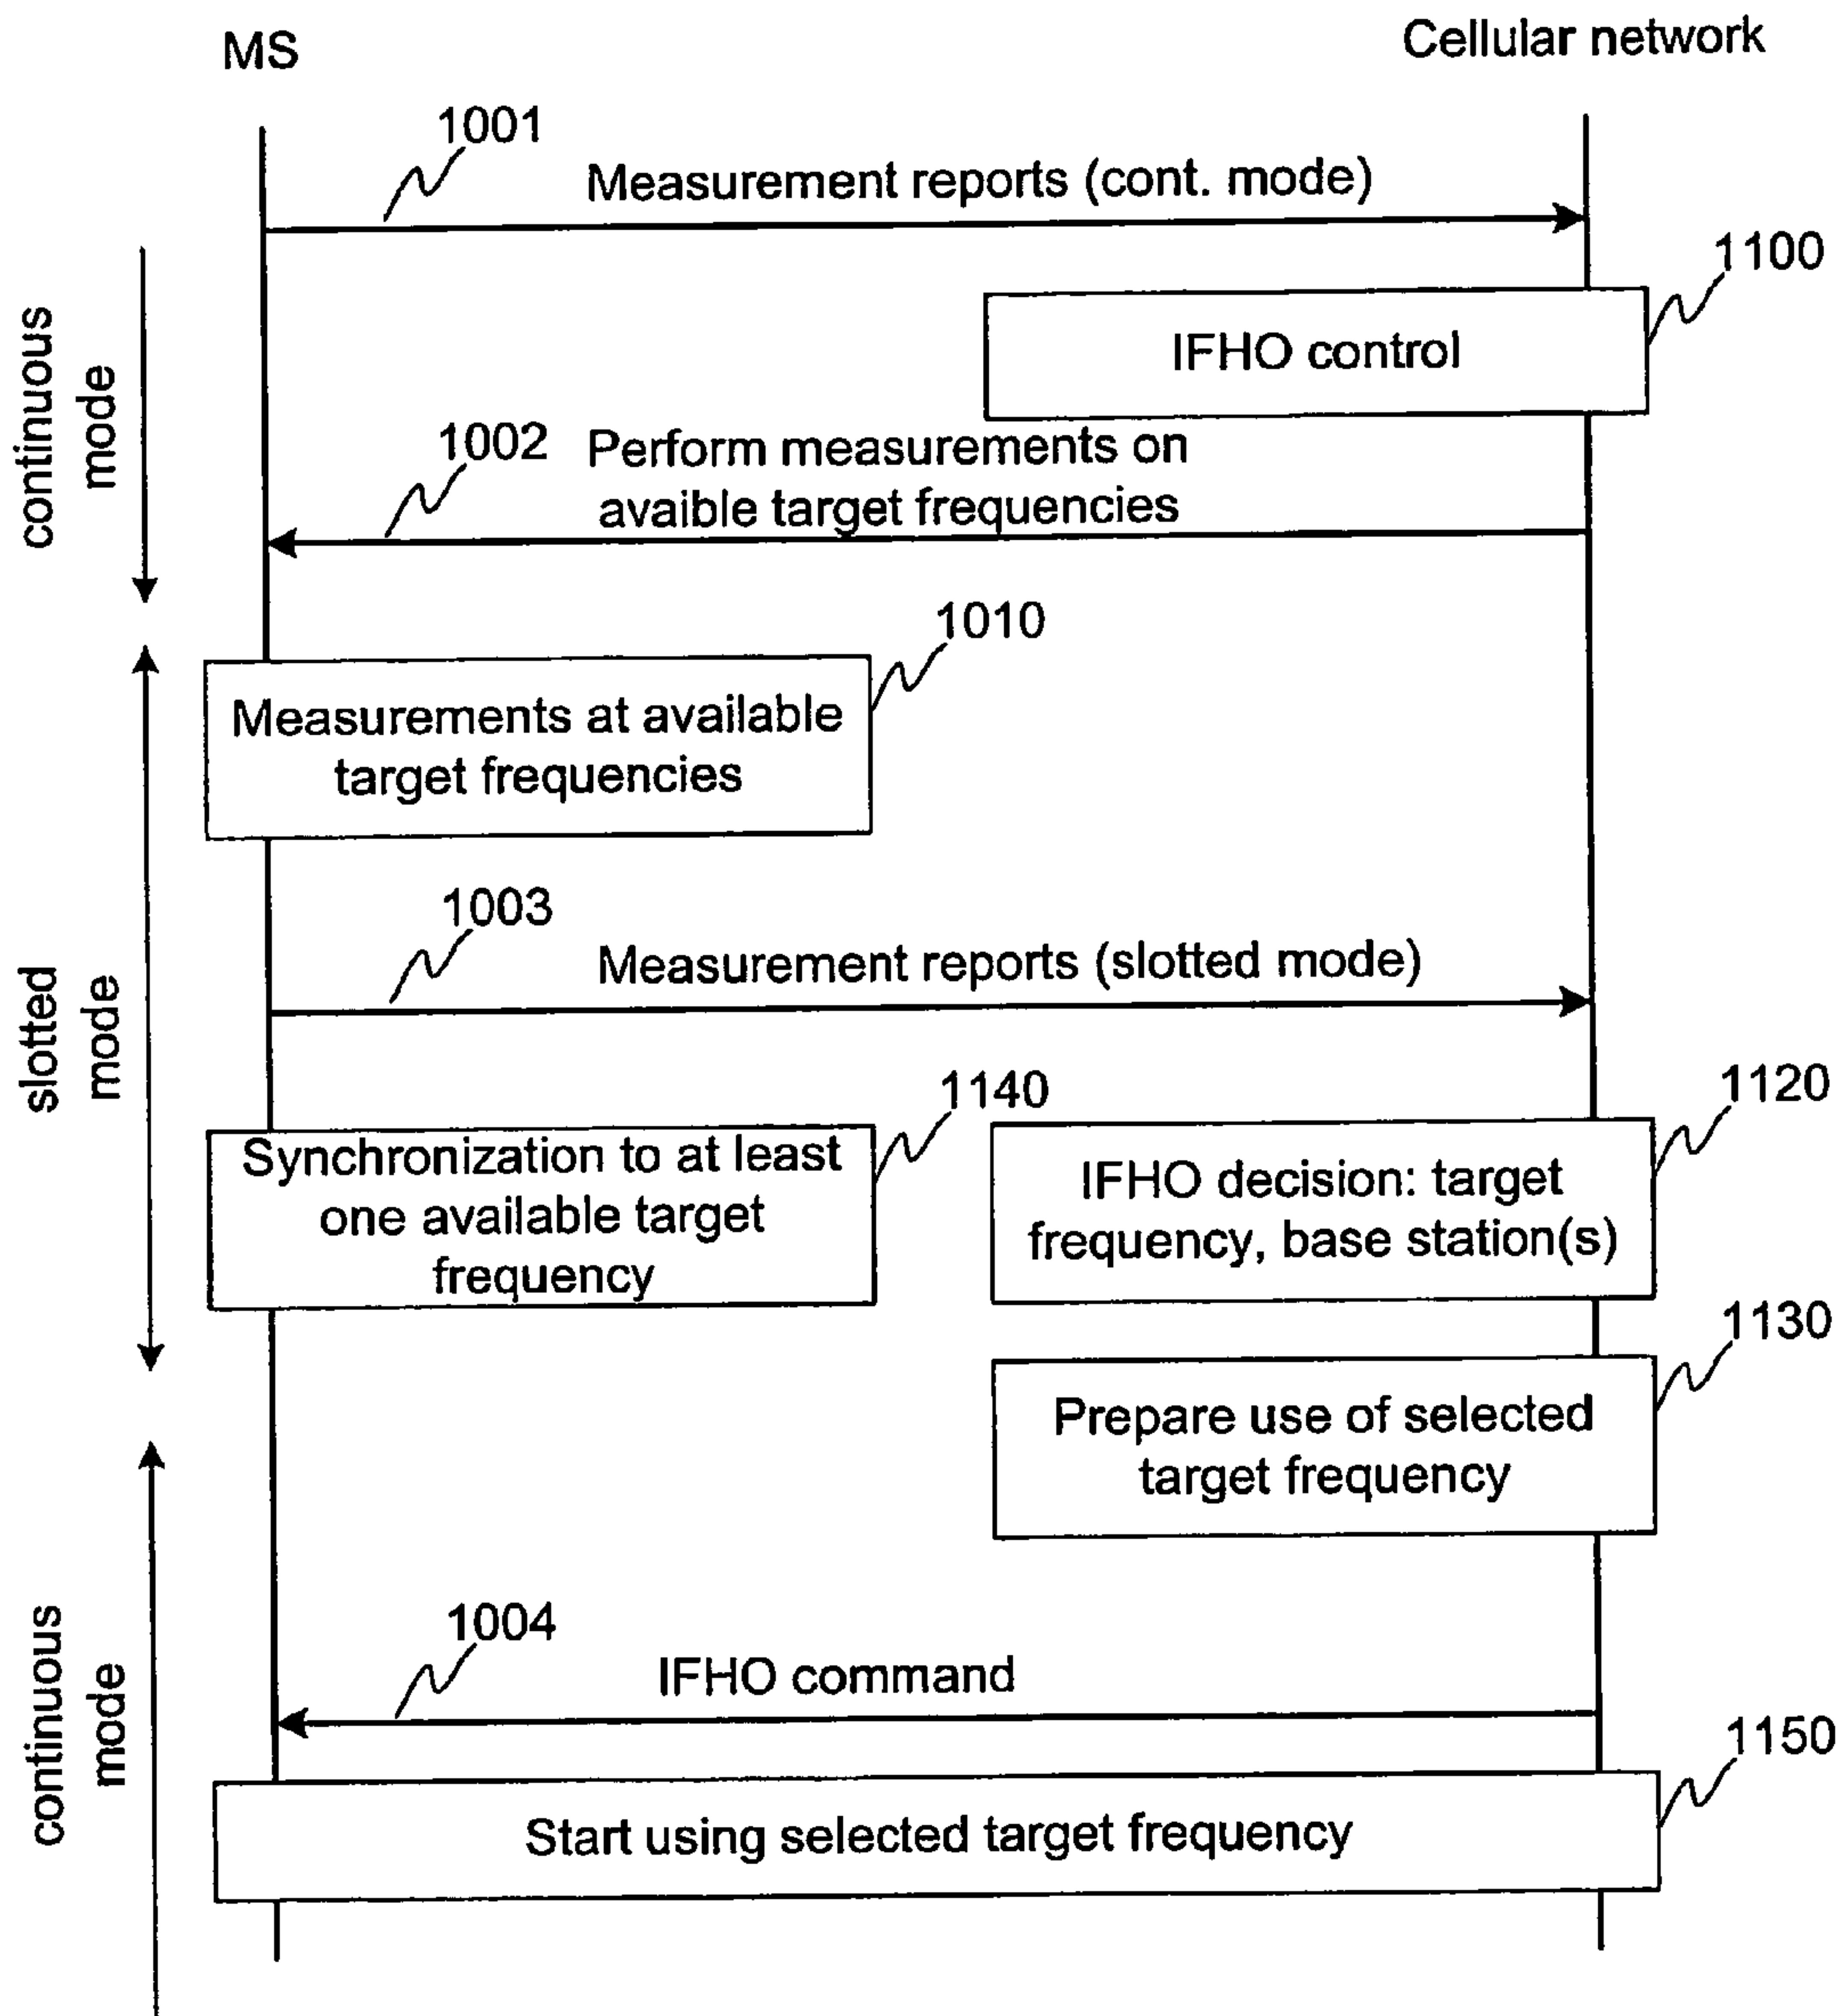 MS
Cellular network
1001
Measurement reports (cont. mode)
1100
IFHO control
continuous
mode
1002
Perform measurements on
avaible target frequencies
1010
Measurements at available
target frequencies
1003
Measurement reports (slotted mode)
slotted
mode
1140
Synchronization to at least
one available target
frequency
1120
IFHO decision: target
frequency, base station(s)
1130
Prepare use of selected
target frequency
continuous
mode
1004
IFHO command
1150
Start using selected target frequency